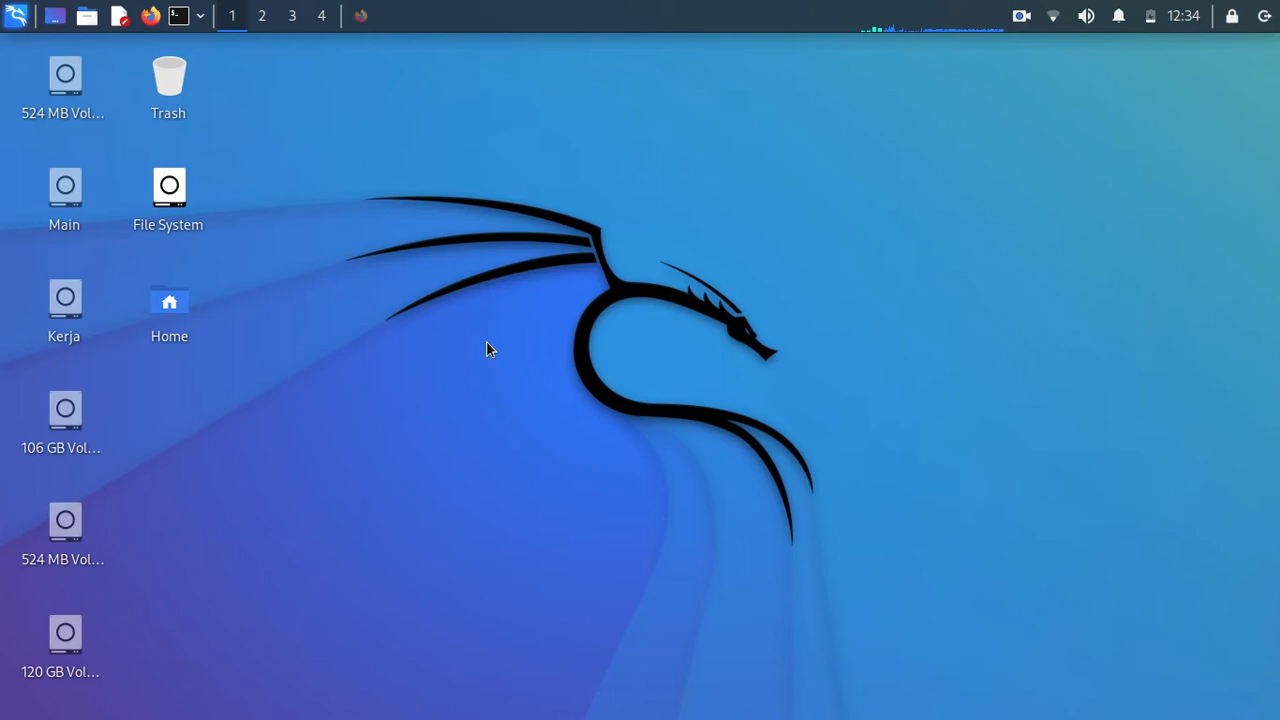 1 2 3 4 12:34
524 MB Vol... Trash
Main File System
Kerja Home
106 GB Vol...
524 MB Vol...
120 GB Vol...